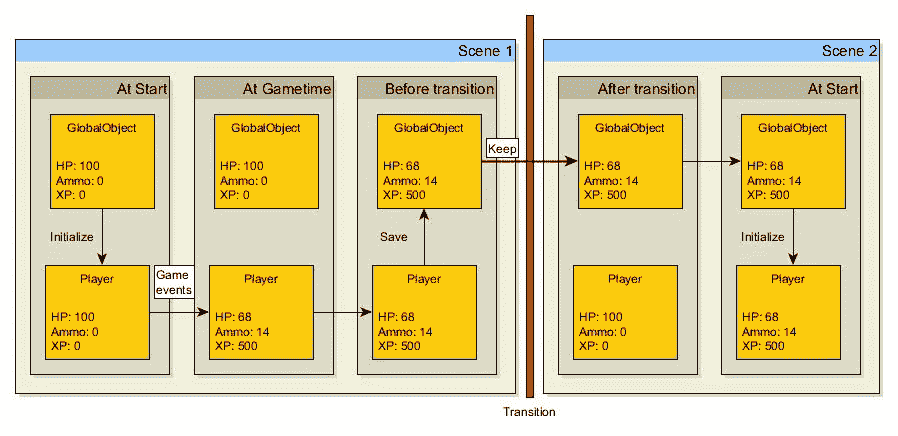 Scene 1
At Start
GlobalObject
HP: 100
Ammo: 0
XP: 0
Initialize
Player
HP: 100
Ammo: 0
XP: 0
Game
events
At Gametime
GlobalObject
HP: 100
Ammo: 0
XP: 0
Player
HP: 68
Ammo: 14
XP: 500
Before transition
GlobalObject
HP: 68
Ammo: 14
XP: 500
Save
Player
HP: 68
Ammo: 14
XP: 500
Keep
Transition
Scene 2
After transition
GlobalObject
HP: 68
Ammo: 14
XP: 500
Player
HP: 100
Ammo: 0
XP: 0
At Start
GlobalObject
HP: 68
Ammo: 14
XP: 500
Initialize
Player
HP: 68
Ammo: 14
XP: 500